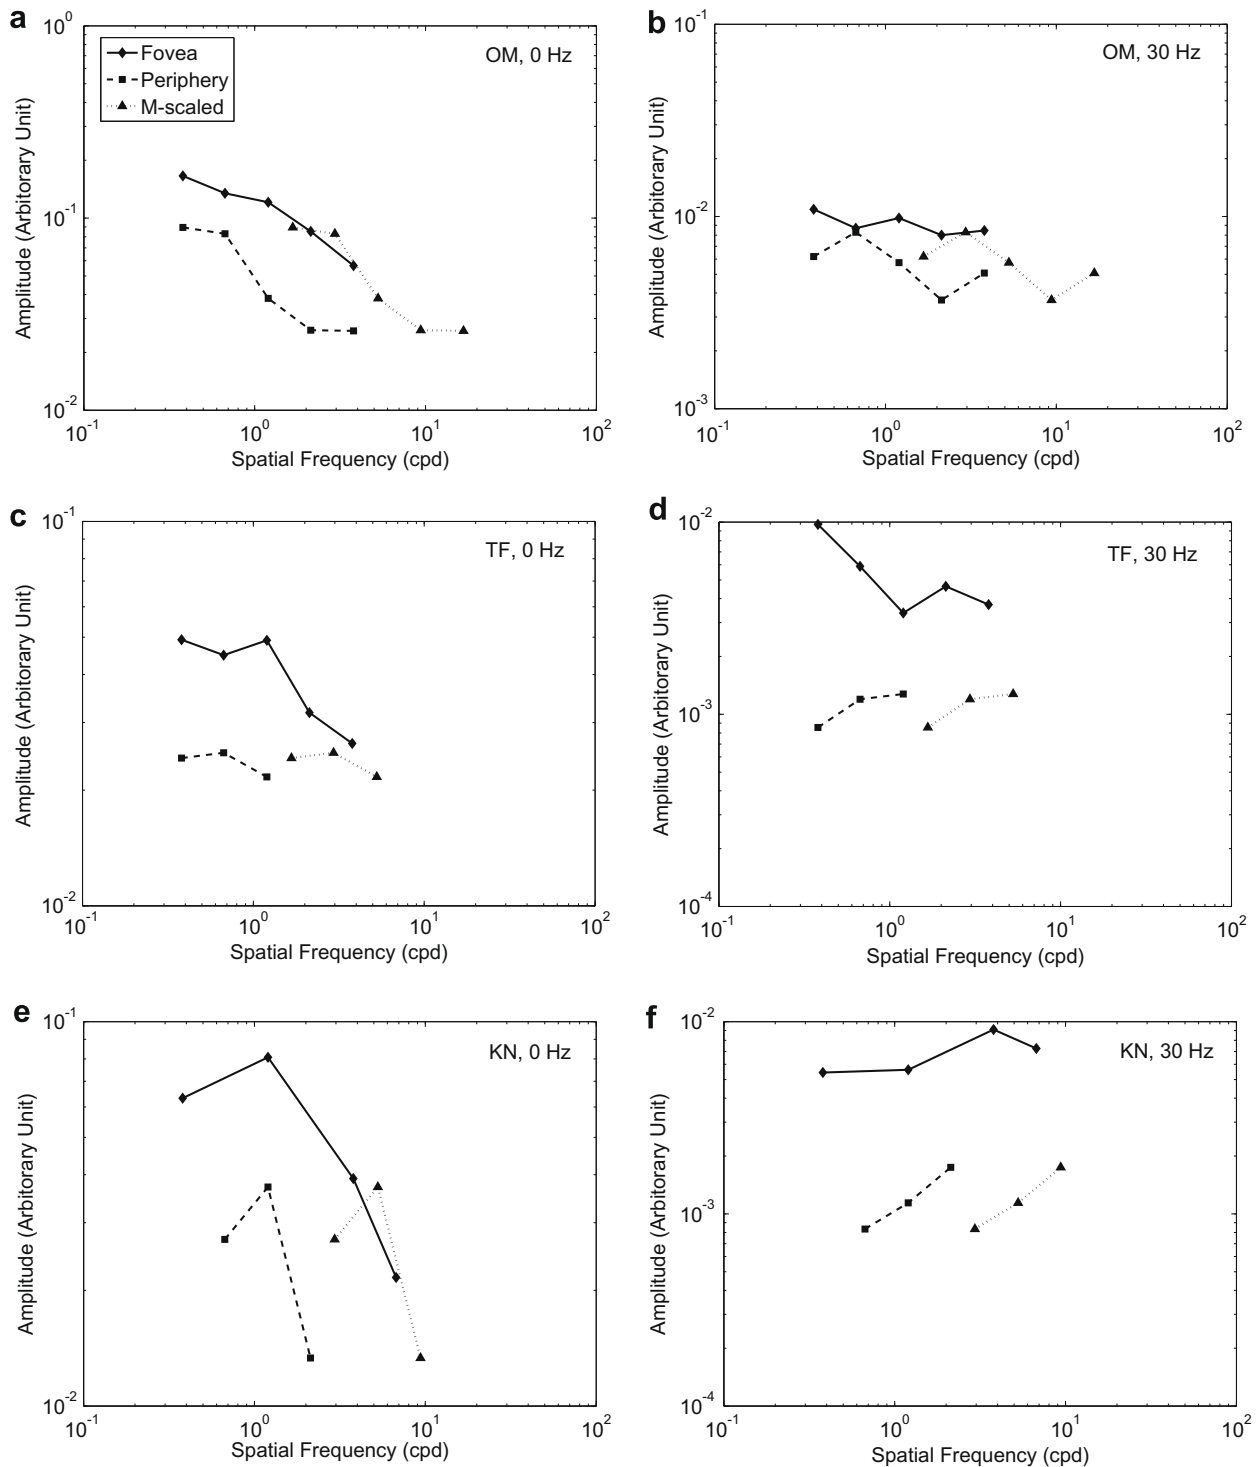 a
10^0
OM, 0 Hz
Fovea
Periphery
M-scaled
10^-1
10^-2
Amplitude (Arbitorary Unit)
10^-1 10^0 10^1 10^2
Spatial Frequency (cpd)
b
10^-1
OM, 30 Hz
10^-2
10^-3
Amplitude (Arbitorary Unit)
10^-1 10^0 10^1 10^2
Spatial Frequency (cpd)
c
10^-1
TF, 0 Hz
10^-2
Amplitude (Arbitorary Unit)
10^-1 10^0 10^1 10^2
Spatial Frequency (cpd)
d
10^-2
TF, 30 Hz
10^-3
10^-4
Amplitude (Arbitorary Unit)
10^-1 10^0 10^1 10^2
Spatial Frequency (cpd)
e
10^-1
KN, 0 Hz
10^-2
Amplitude (Arbitorary Unit)
10^-1 10^0 10^1 10^2
Spatial Frequency (cpd)
f
10^-2
KN, 30 Hz
10^-3
10^-4
Amplitude (Arbitorary Unit)
10^-1 10^0 10^1 10^2
Spatial Frequency (cpd)